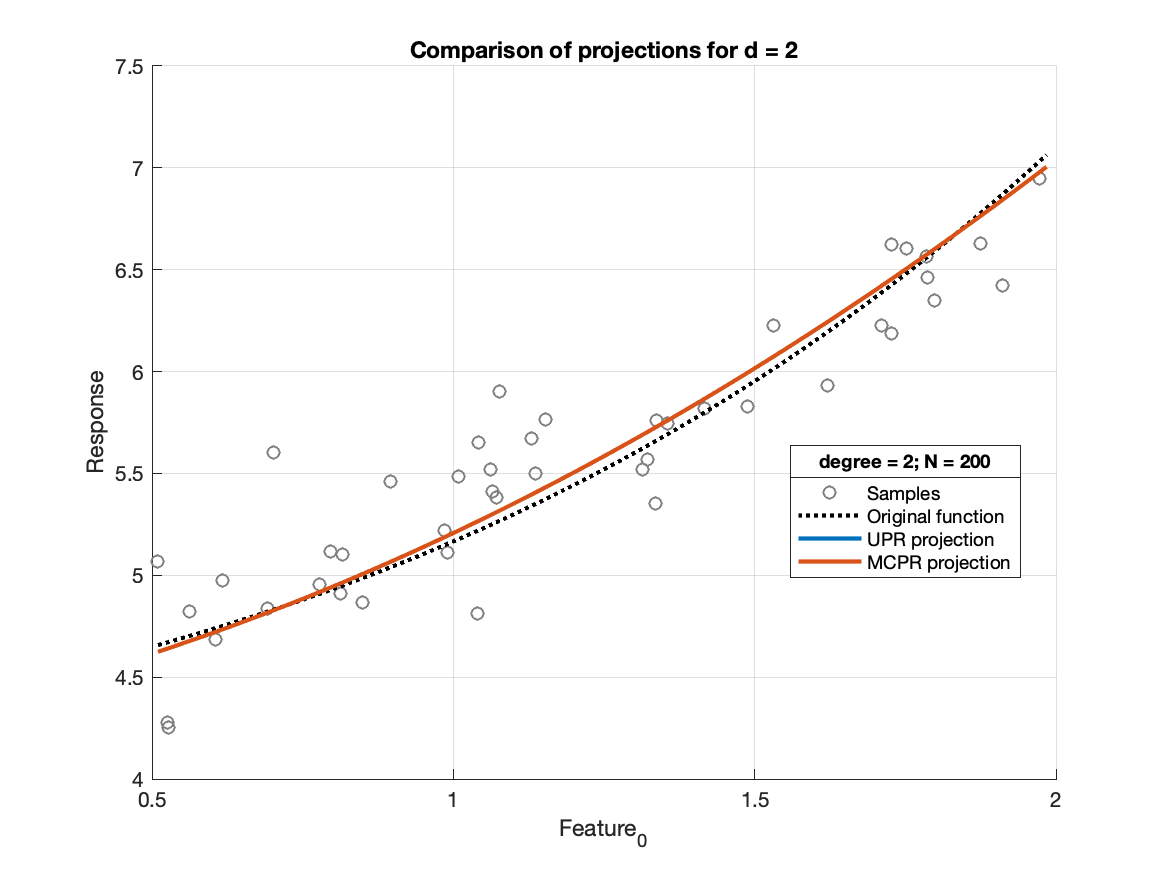 Comparison of projections for d = 2
7.5
7
6.5
6
5.5
5
4.5
4
Response
0.5
1
1.5
2
Feature0
degree = 2; N = 200
Samples
Original function
UPR projection
MCPR projection